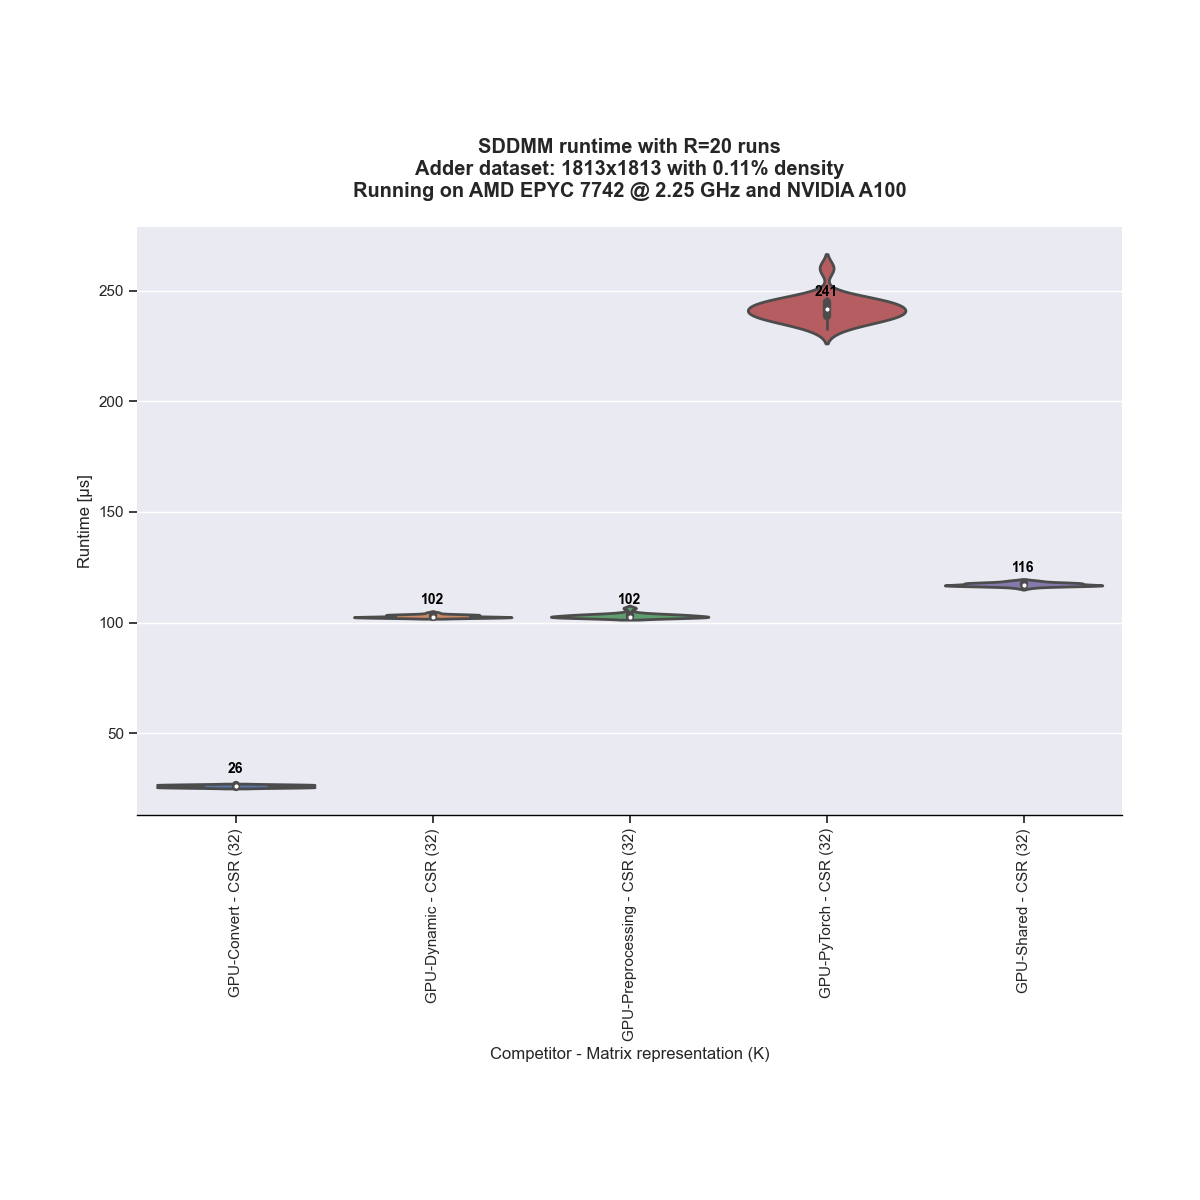 SDDMM runtime with R=20 runs
Adder dataset: 1813x1813 with 0.11% density
Running on AMD EPYC 7742 @ 2.25 GHz and NVIDIA A100
Runtime [μs]
250
200
150
100
50
26
102
102
241
116
GPU-Convert - CSR (32)
GPU-Dynamic - CSR (32)
GPU-Preprocessing - CSR (32)
GPU-PyTorch - CSR (32)
GPU-Shared - CSR (32)
Competitor - Matrix representation (K)